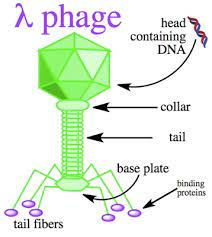 λ phage
head
containing
DNA
collar
tail
base plate
binding
proteins
tail fibers